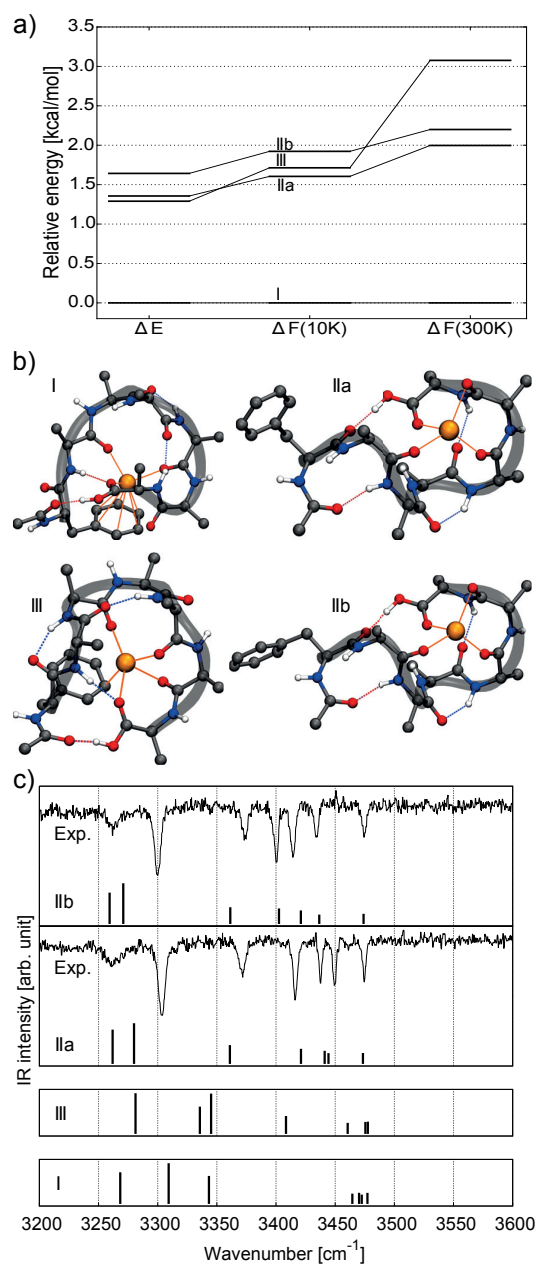 a)
Relative energy [kcal/mol]
3.5
3.0
2.5
2.0
1.5
1.0
0.5
0.0
IIb
III
IIa
I
ΔE
ΔF(10K)
ΔF(300K)
b)
I
IIa
III
IIb
c)
IR intensity [arb. unit]
Exp.
IIb
Exp.
IIa
III
I
3200 3250 3300 3350 3400 3450 3500 3550 3600
Wavenumber [cm⁻¹]